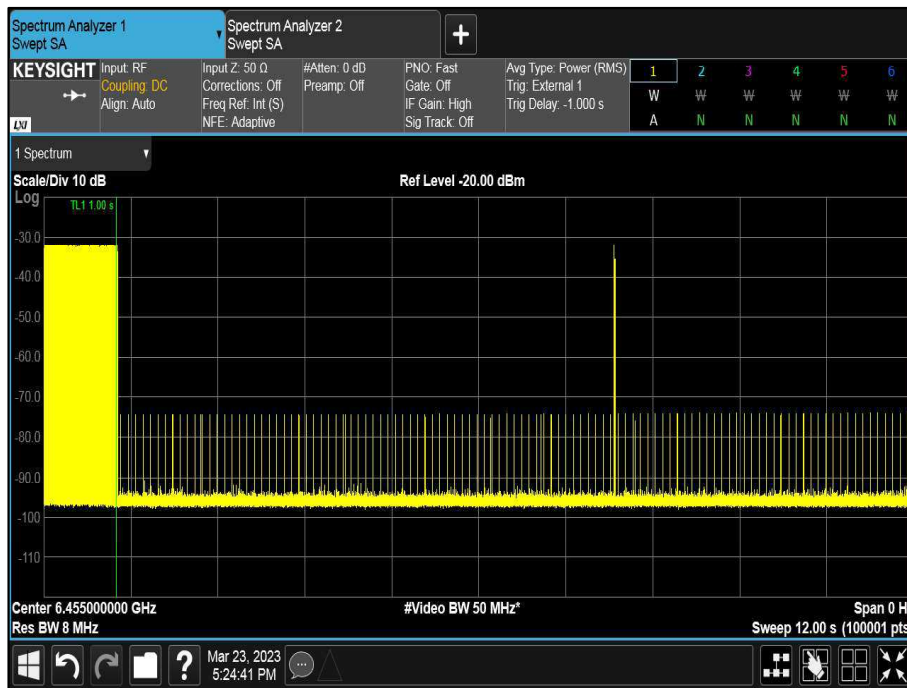 Spectrum Analyzer 1
Swept SA
Spectrum Analyzer 2
Swept SA
+
KEYSIGHT
LXI
Input: RF
Coupling: DC
Align: Auto
Input Z: 50 Ω
Corrections: Off
Freq Ref: Int (S)
NFE: Adaptive
#Atten: 0 dB
Preamp: Off
PNO: Fast
Gate: Off
IF Gain: High
Sig Track: Off
Avg Type: Power (RMS)
Trig: External 1
Trig Delay: -1.000 s
1 2 3 4 5 6
W W W W W W
A N N N N N
1 Spectrum
Scale/Div 10 dB
Ref Level -20.00 dBm
Log
TL1 1.00 s
-30.0
-40.0
-50.0
-60.0
-70.0
-80.0
-90.0
-100
-110
Center 6.455000000 GHz
#Video BW 50 MHz*
Span 0 H
Res BW 8 MHz
Sweep 12.00 s (100001 pts
?
Mar 23, 2023
5:24:41 PM